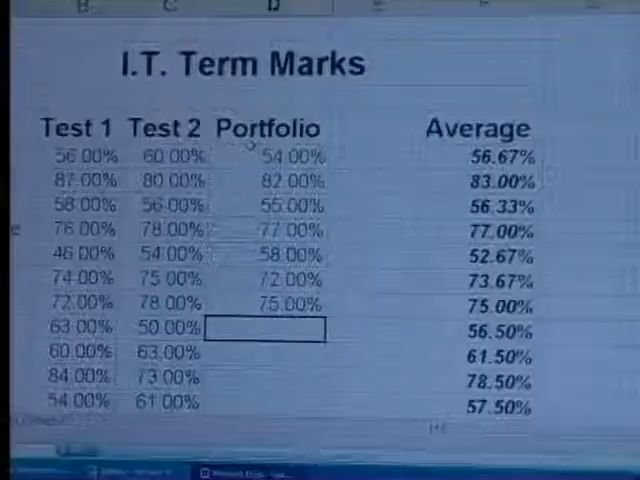 B C D E F
I.T. Term Marks
Test 1 Test 2 Portfolio Average
56.00% 60.00% 54.00% 56.67%
87.00% 80.00% 82.00% 83.00%
58.00% 56.00% 55.00% 56.33%
e 76.00% 78.00% 77.00% 77.00%
46.00% 54.00% 58.00% 52.67%
74.00% 75.00% 72.00% 73.67%
72.00% 78.00% 75.00% 75.00%
63.00% 50.00% 56.50%
60.00% 63.00% 61.50%
84.00% 73.00% 78.50%
54.00% 61.00% 57.50%